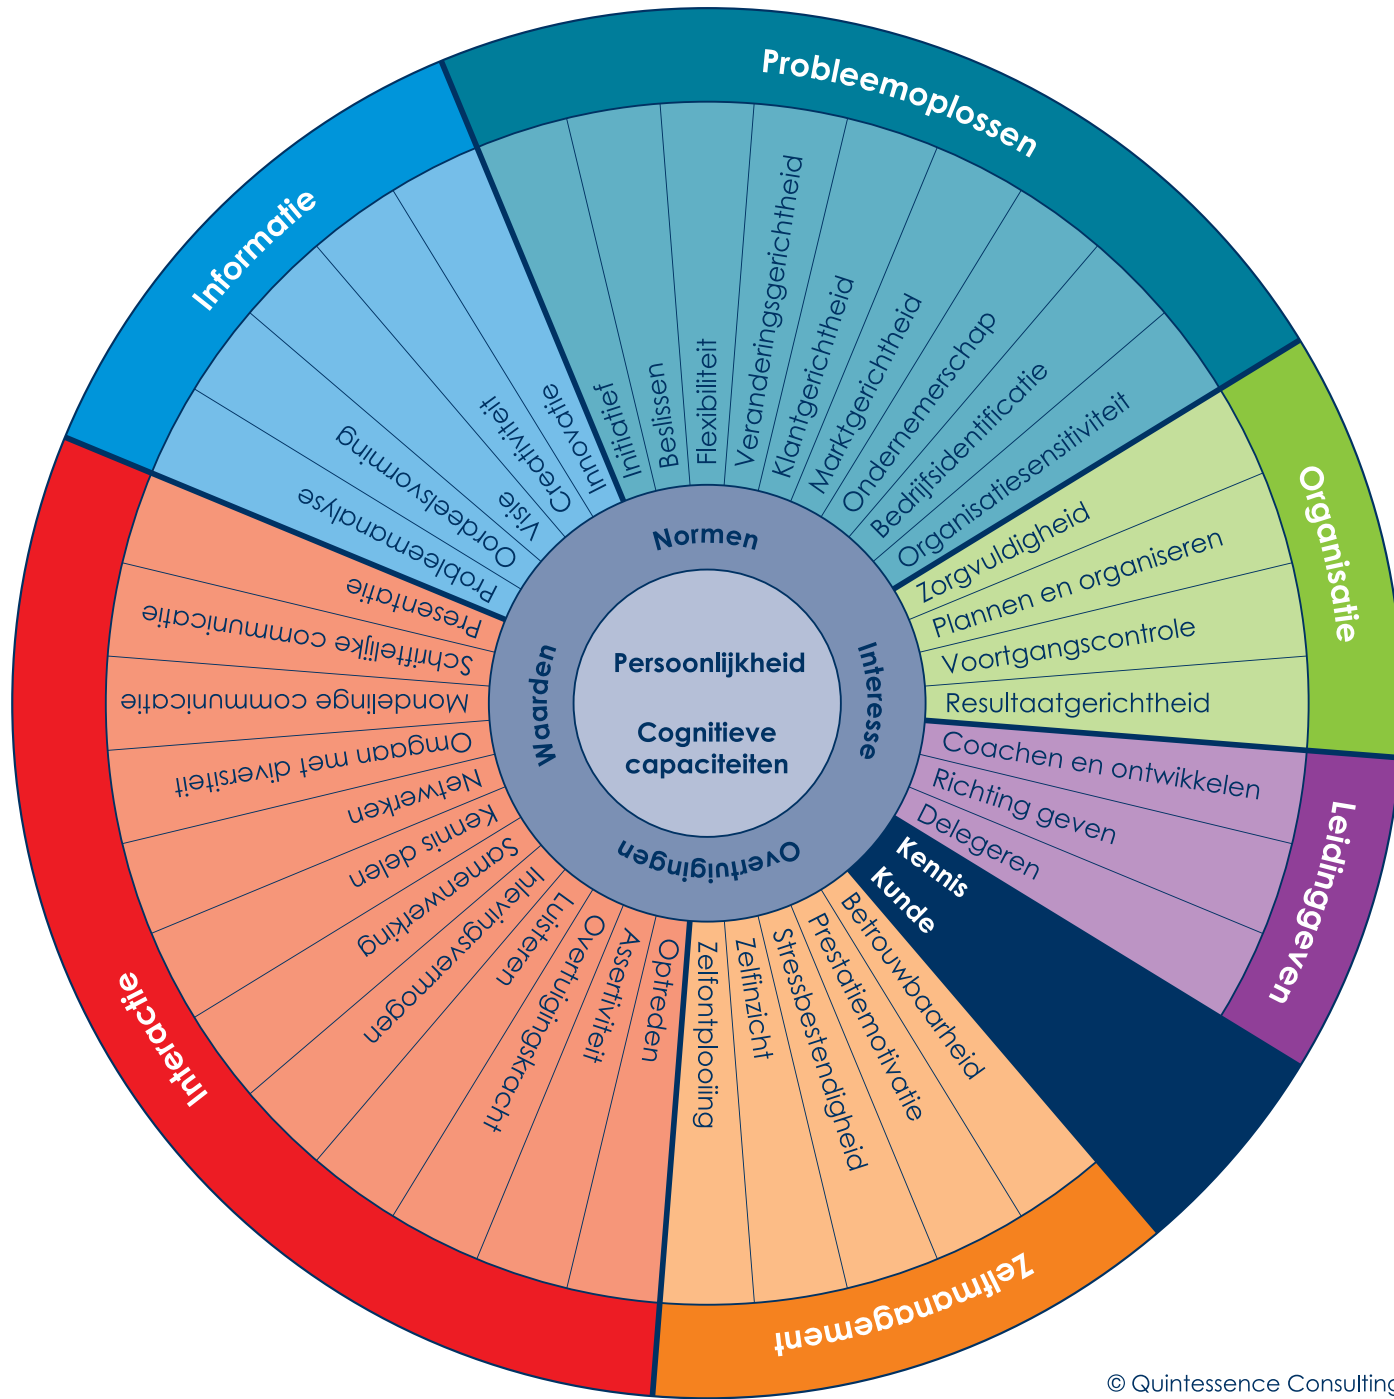 Probleemoplossen
Initiatief
Beslissen
Flexibiliteit
Veranderingsgerichtheid
Klantgerichtheid
Marktgerichtheid
Ondernemerschap
Bedrijfsidentificatie
Organisatiesensitiviteit
Organisatie
Zorgvuldigheid
Plannen en organiseren
Voortgangscontrole
Resultaatgerichtheid
Leidinggeven
Coachen en ontwikkelen
Richting geven
Delegeren
Kennis
Kunde
Zelfmanagement
Betrouwbaarheid
Prestatiemotivatie
Stressbestendigheid
Zelfinzicht
Zelfontplooiing
Interactie
Optreden
Assertiviteit
Overtuigingskracht
Luisteren
Inlevingsvermogen
Samenwerking
Kennis delen
Netwerken
Omgaan met diversiteit
Mondelinge communicatie
Schriftelijke communicatie
Presentatie
Informatie
Probleemanalyse
Oordeelsvorming
Visie
Creativiteit
Innovatie
Normen
Interesse
Overtuigingen
Waarden
Persoonlijkheid
Cognitieve
capaciteiten
© Quintessence Consulting